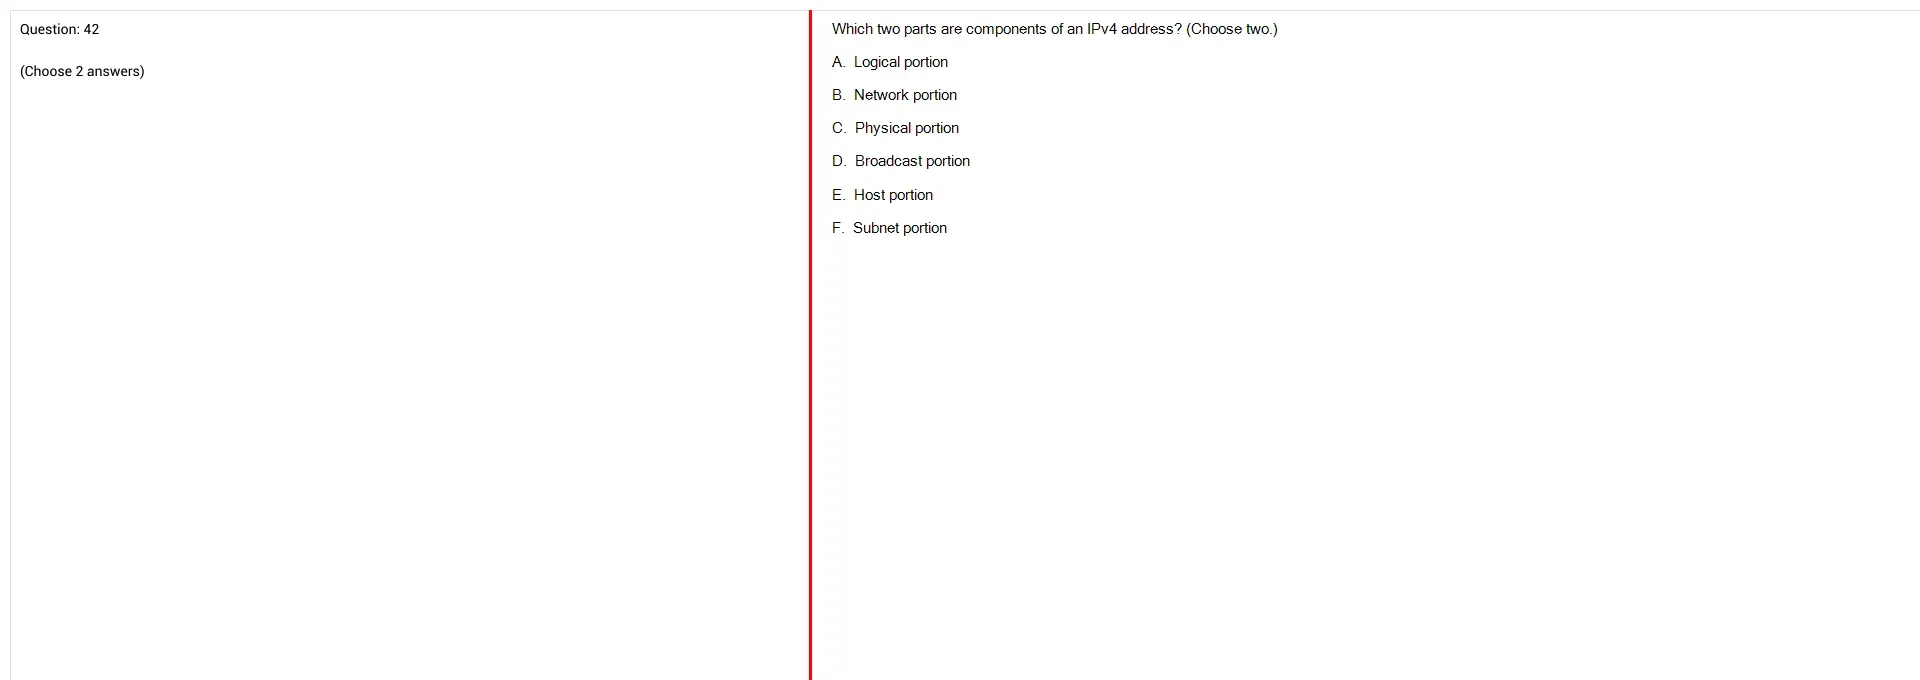 Question: 42
(Choose 2 answers)
Which two parts are components of an IPv4 address? (Choose two.)
A. Logical portion
B. Network portion
C. Physical portion
D. Broadcast portion
E. Host portion
F. Subnet portion